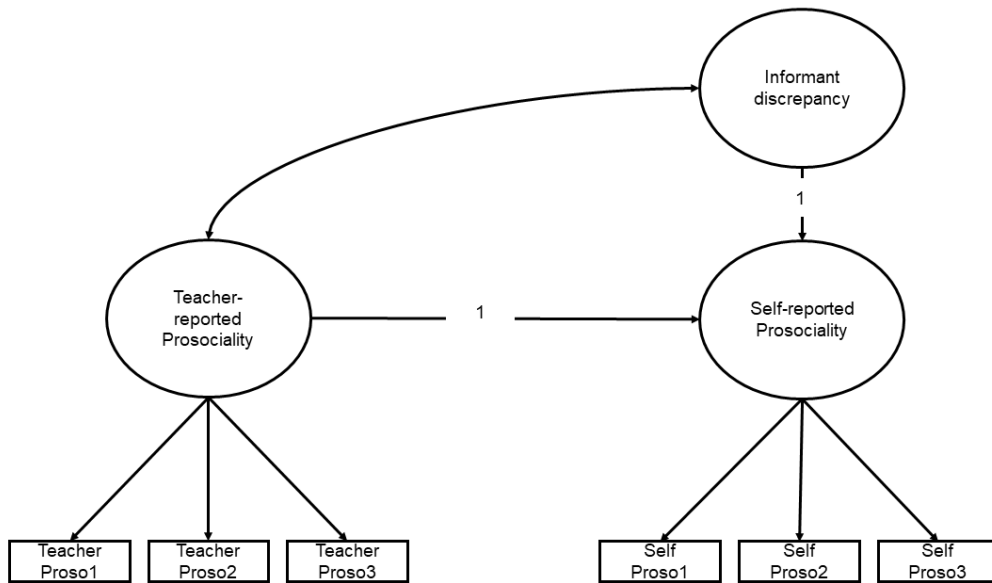 Informant
discrepancy
1
Teacher-
reported
Prosociality
1
Self-reported
Prosociality
Teacher
Proso1
Teacher
Proso2
Teacher
Proso3
Self
Proso1
Self
Proso2
Self
Proso3